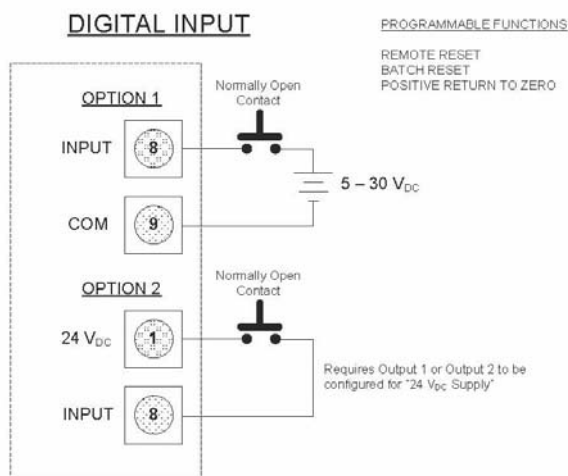 DIGITAL INPUT
PROGRAMMABLE FUNCTIONS
REMOTE RESET
BATCH RESET
POSITIVE RETURN TO ZERO
OPTION 1
Normally Open
Contact
INPUT
8
5 – 30 VDC
COM
9
OPTION 2
Normally Open
Contact
24 VDC
1
Requires Output 1 or Output 2 to be
configured for "24 VDC Supply"
INPUT
8